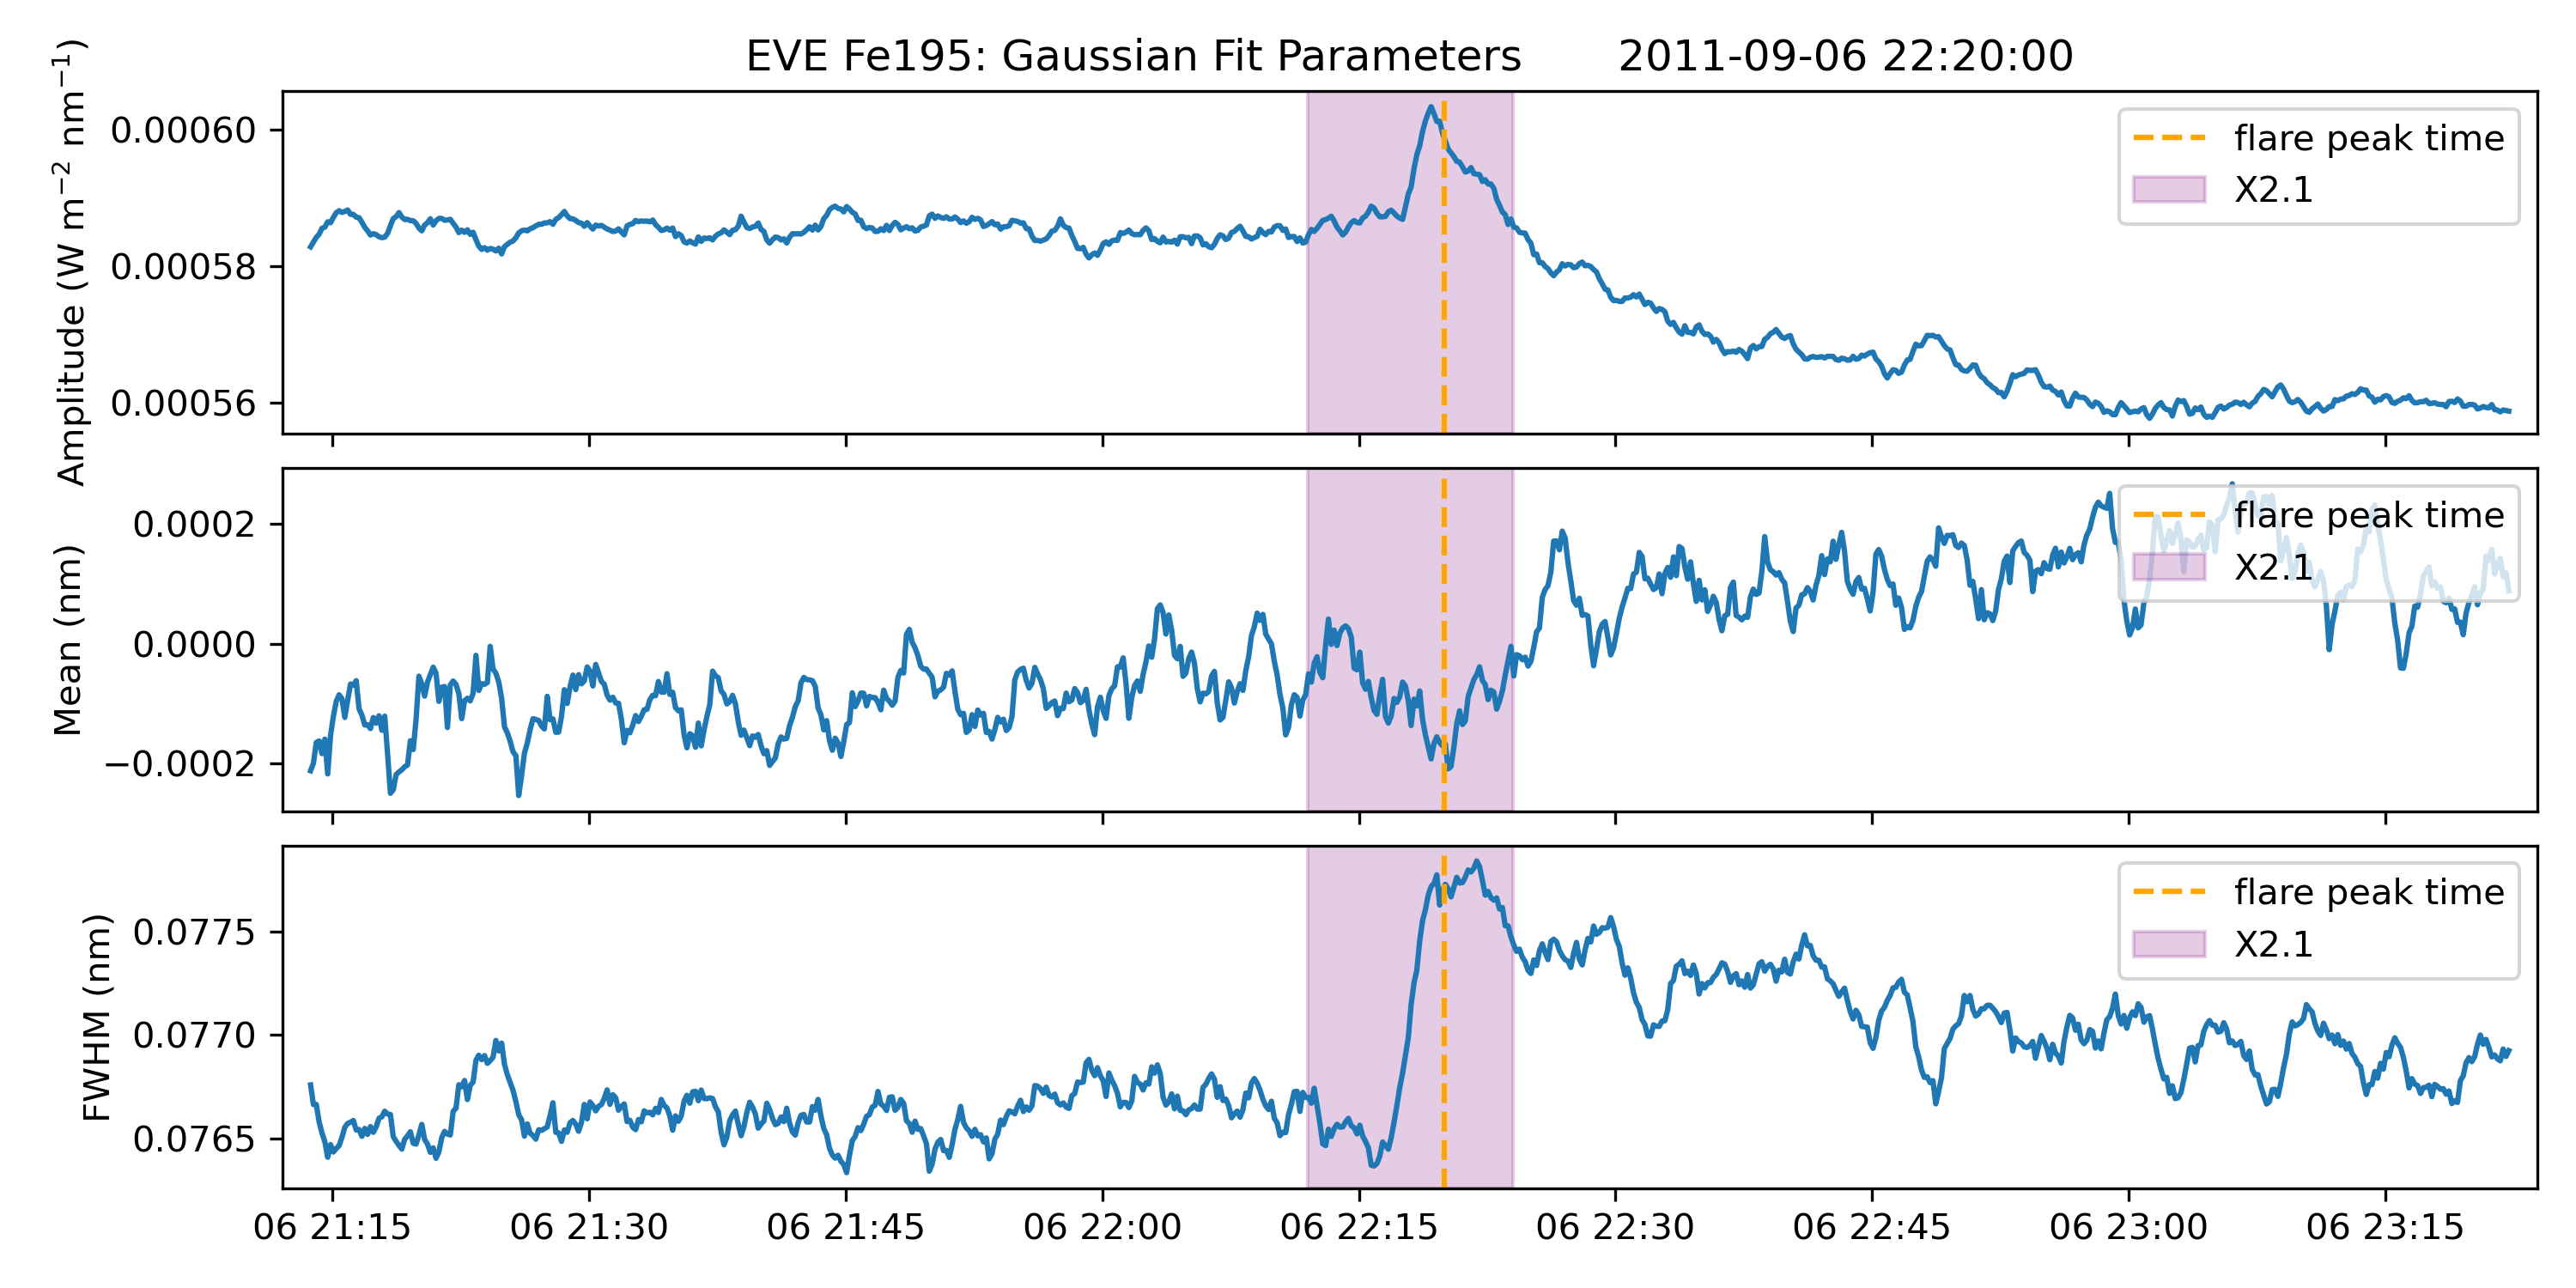 EVE Fe195: Gaussian Fit Parameters 2011-09-06 22:20:00
Amplitude (W m⁻² nm⁻¹)
0.00060
0.00058
0.00056
flare peak time
X2.1
Mean (nm)
0.0002
0.0000
−0.0002
flare peak time
X2.1
FWHM (nm)
0.0775
0.0770
0.0765
flare peak time
X2.1
06 21:15 06 21:30 06 21:45 06 22:00 06 22:15 06 22:30 06 22:45 06 23:00 06 23:15